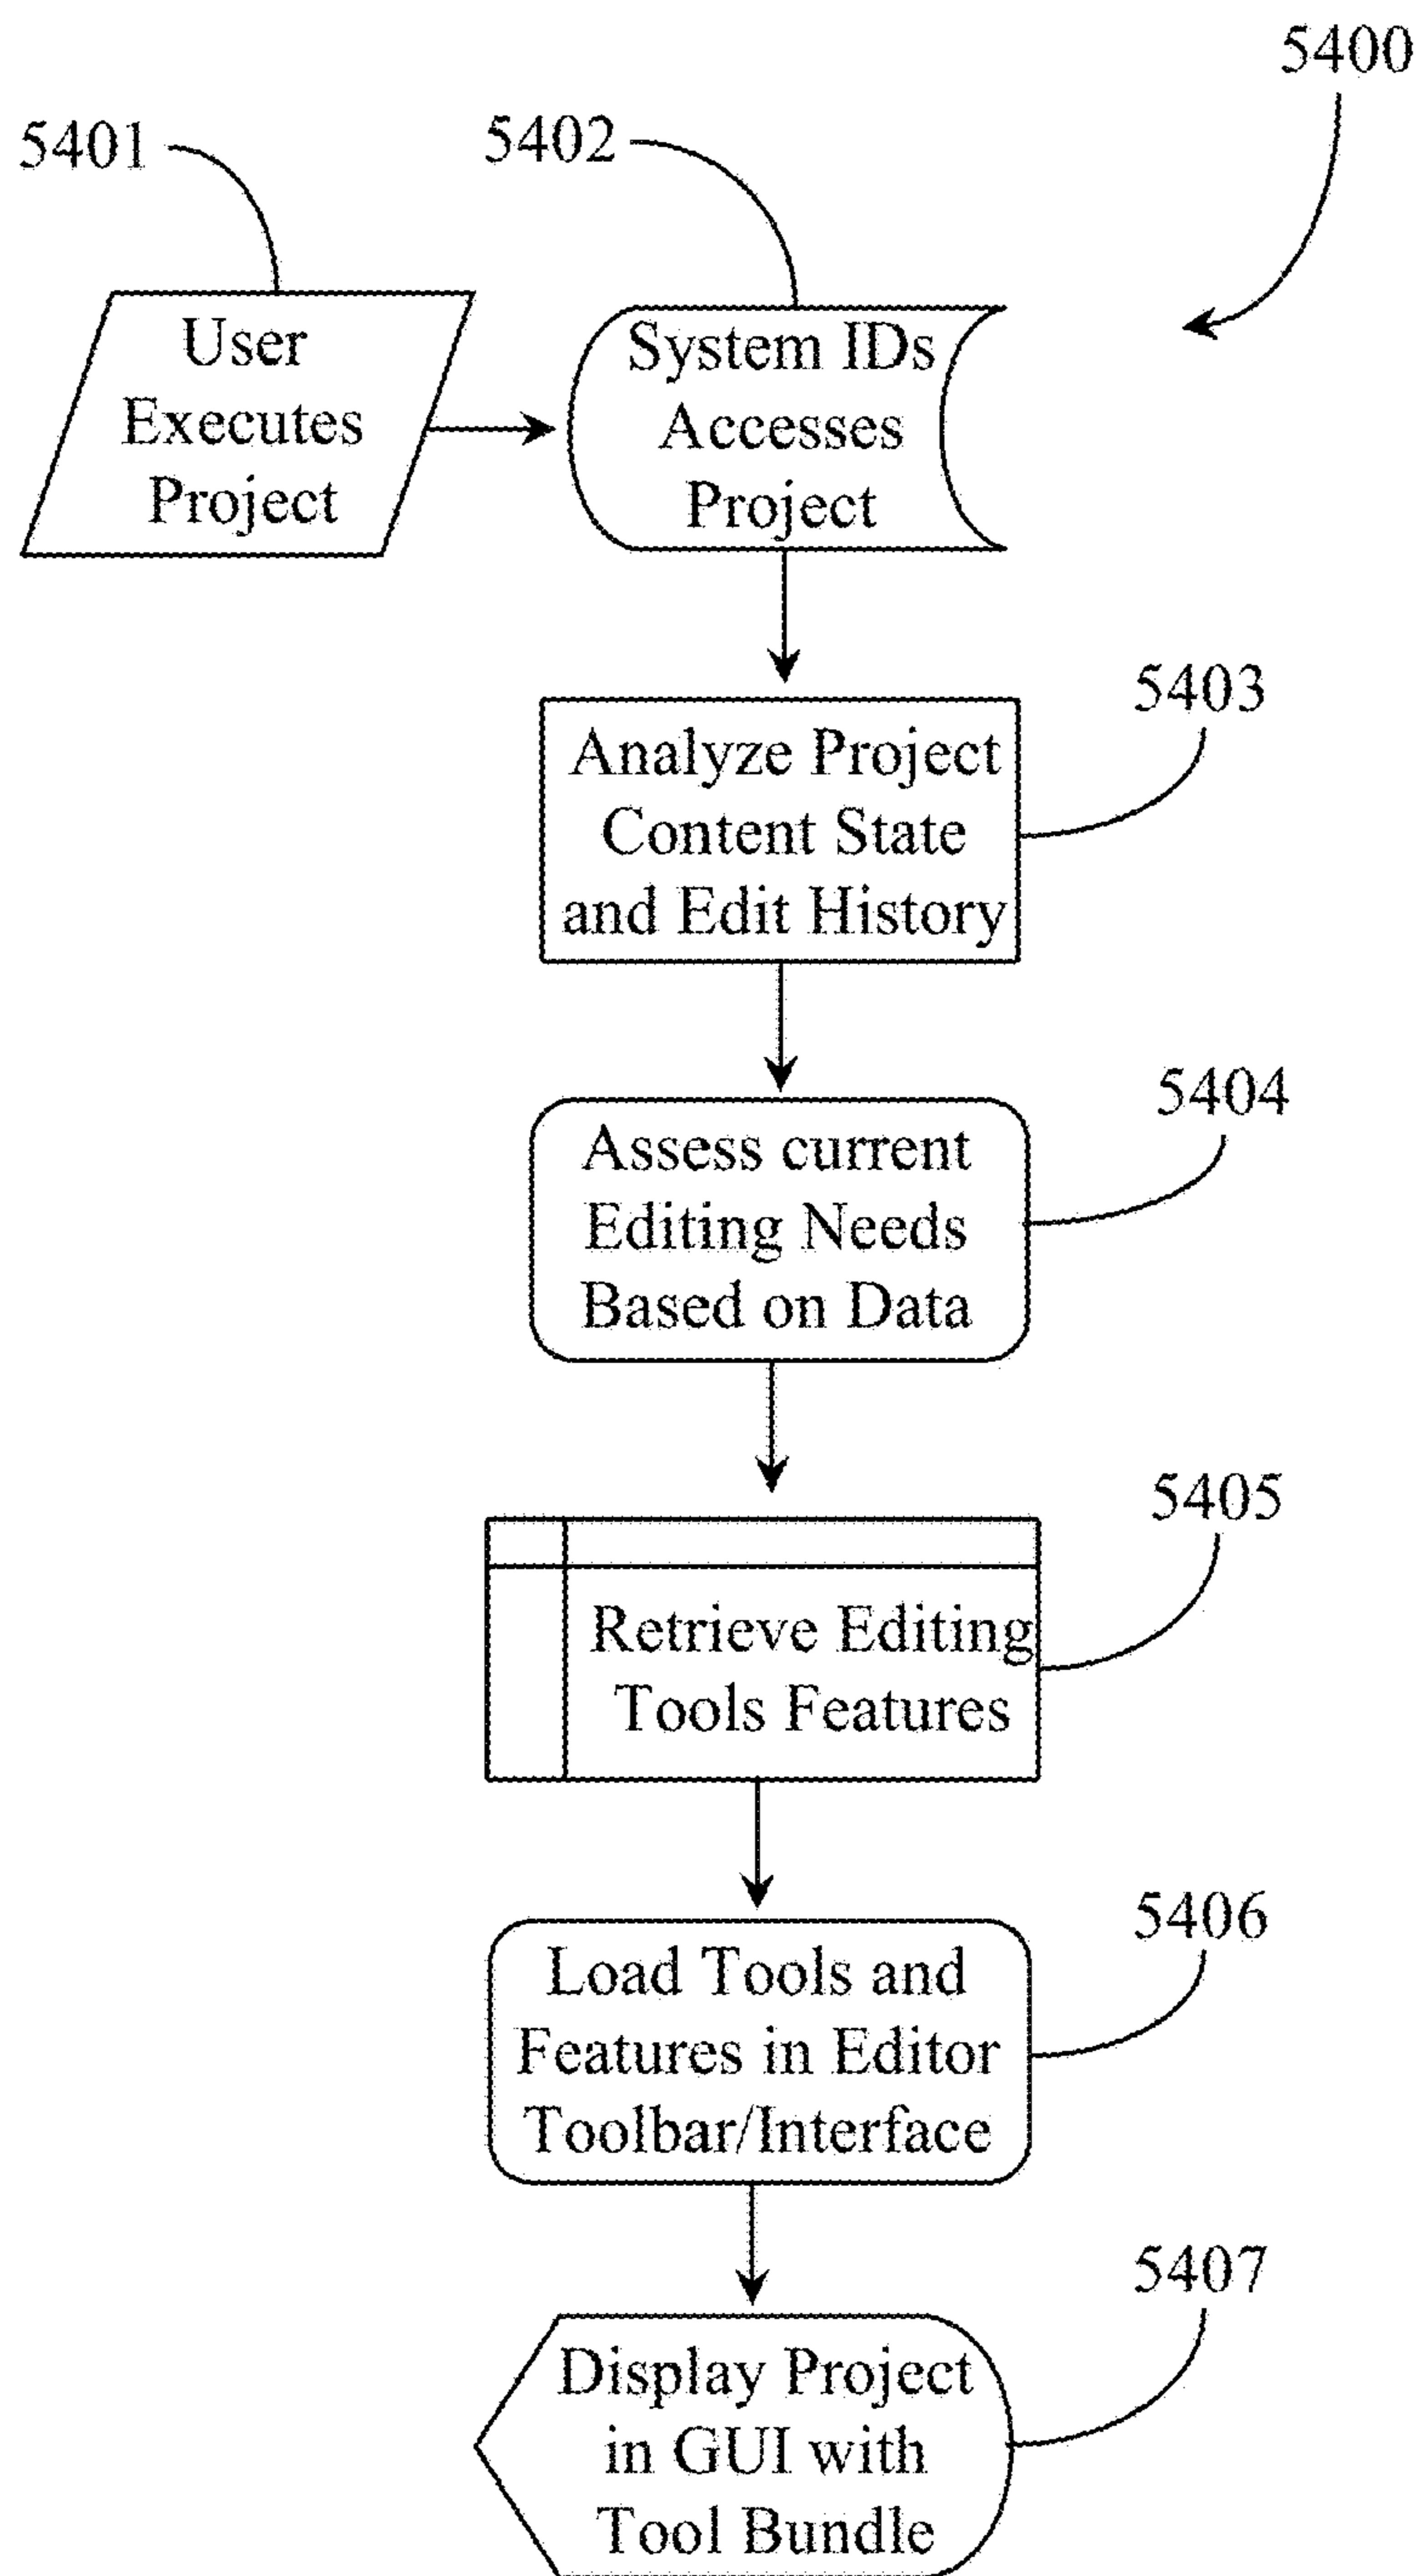 5400
5401
5402
User
Executes
Project
System IDs
Accesses
Project
5403
Analyze Project
Content State
and Edit History
5404
Assess current
Editing Needs
Based on Data
5405
Retrieve Editing
Tools Features
5406
Load Tools and
Features in Editor
Toolbar/Interface
5407
Display Project
in GUI with
Tool Bundle